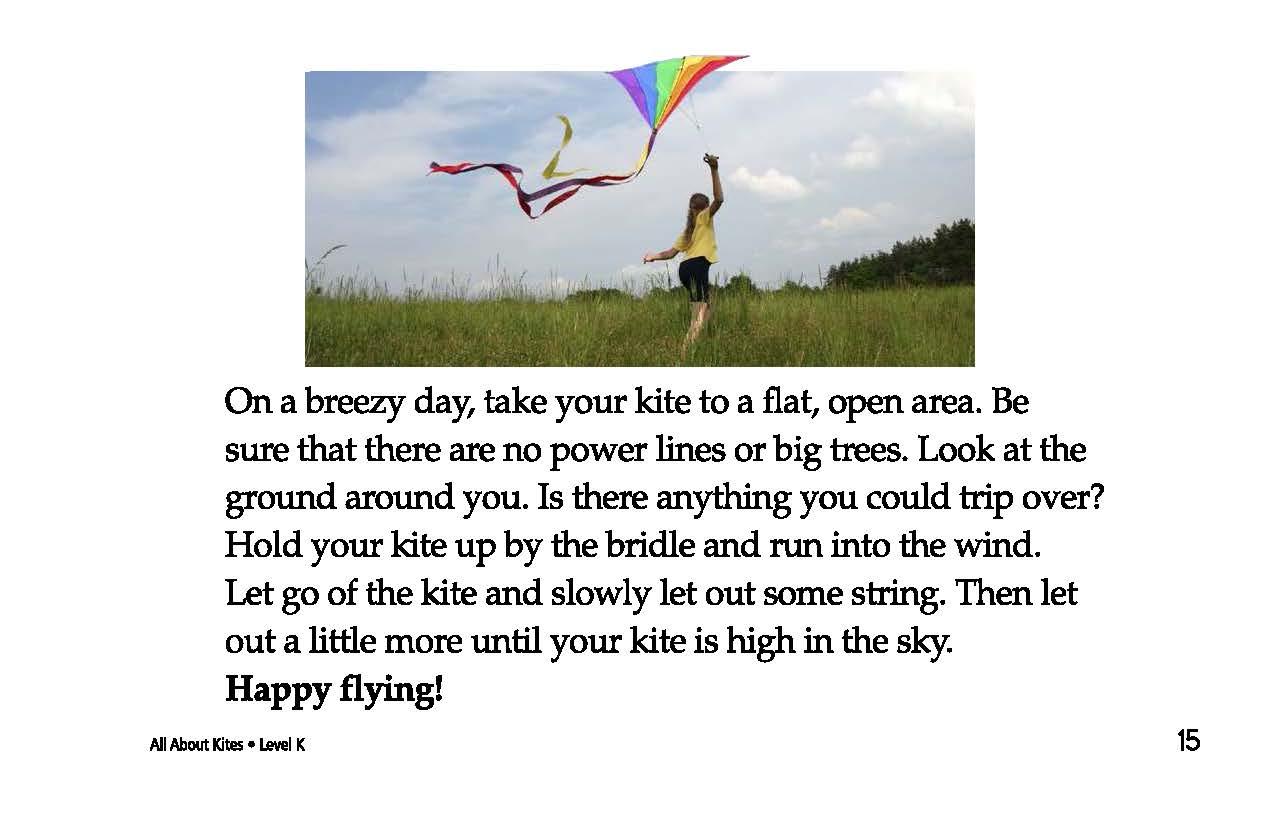 On a breezy day, take your kite to a flat, open area. Be
sure that there are no power lines or big trees. Look at the
ground around you. Is there anything you could trip over?
Hold your kite up by the bridle and run into the wind.
Let go of the kite and slowly let out some string. Then let
out a little more until your kite is high in the sky.
Happy flying!
All About Kites • Level K
15